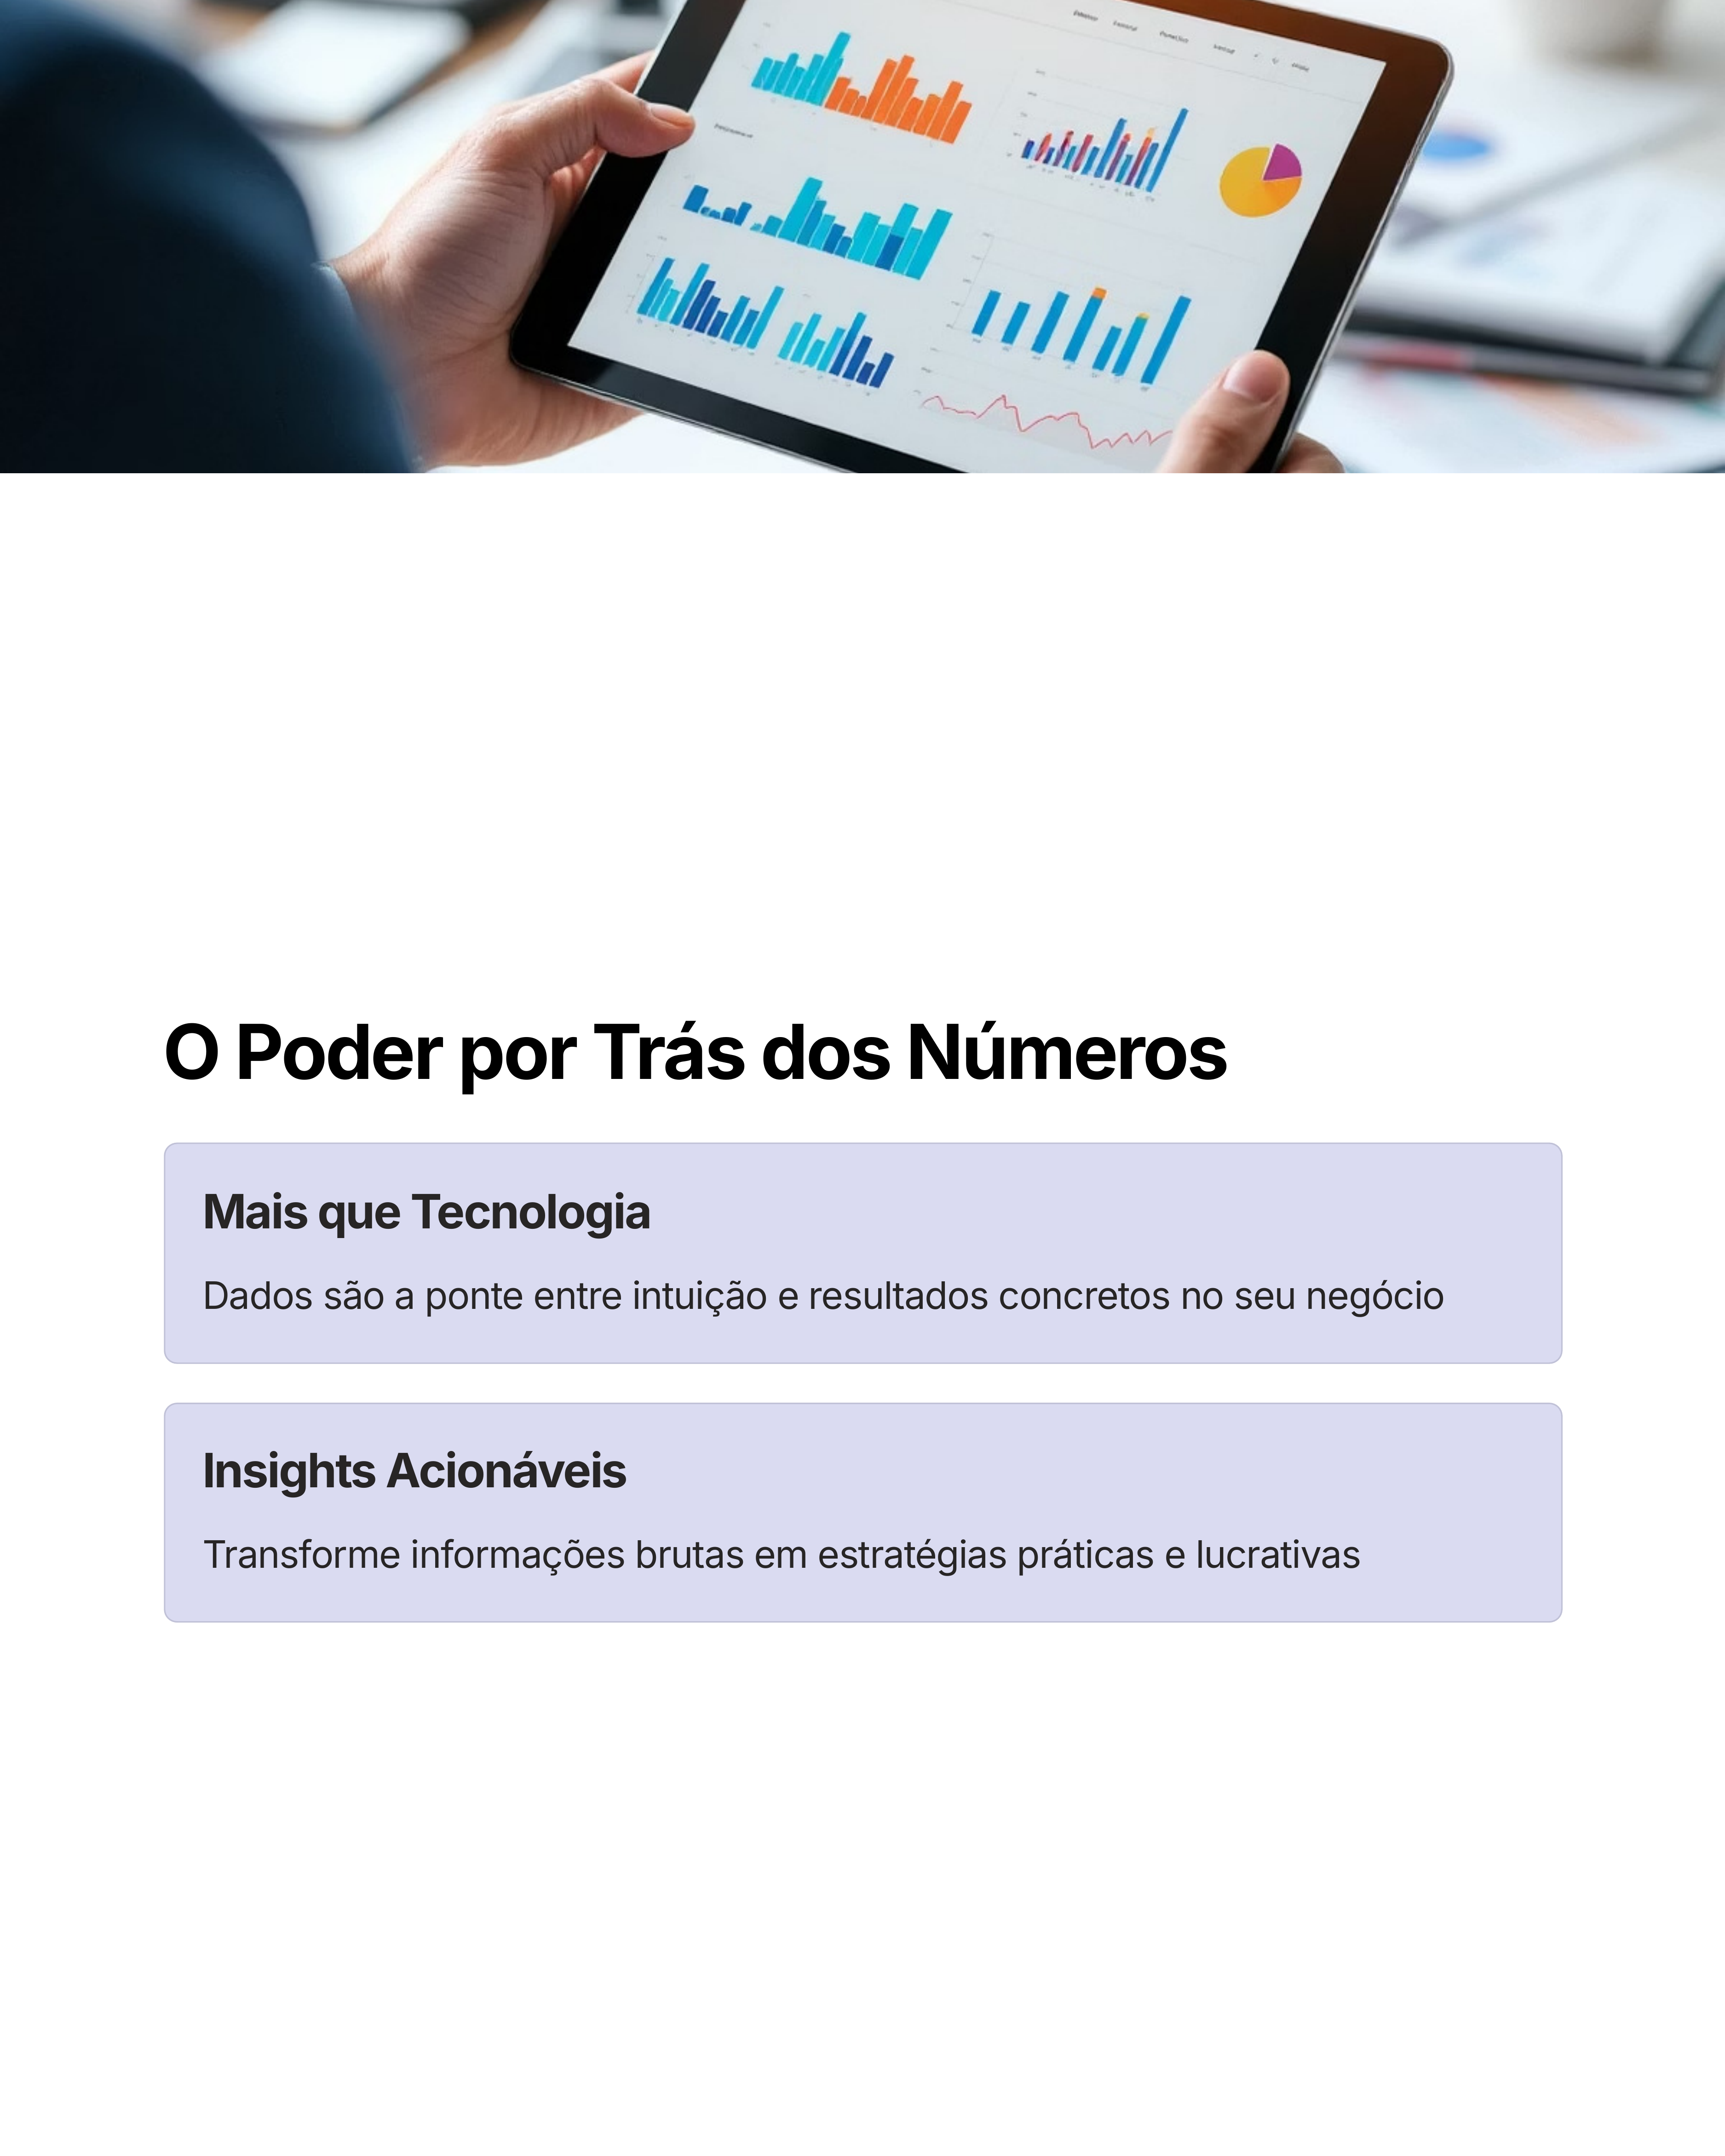 O Poder por Trás dos Números
Mais que Tecnologia
Dados são a ponte entre intuição e resultados concretos no seu negócio
Insights Acionáveis
Transforme informações brutas em estratégias práticas e lucrativas